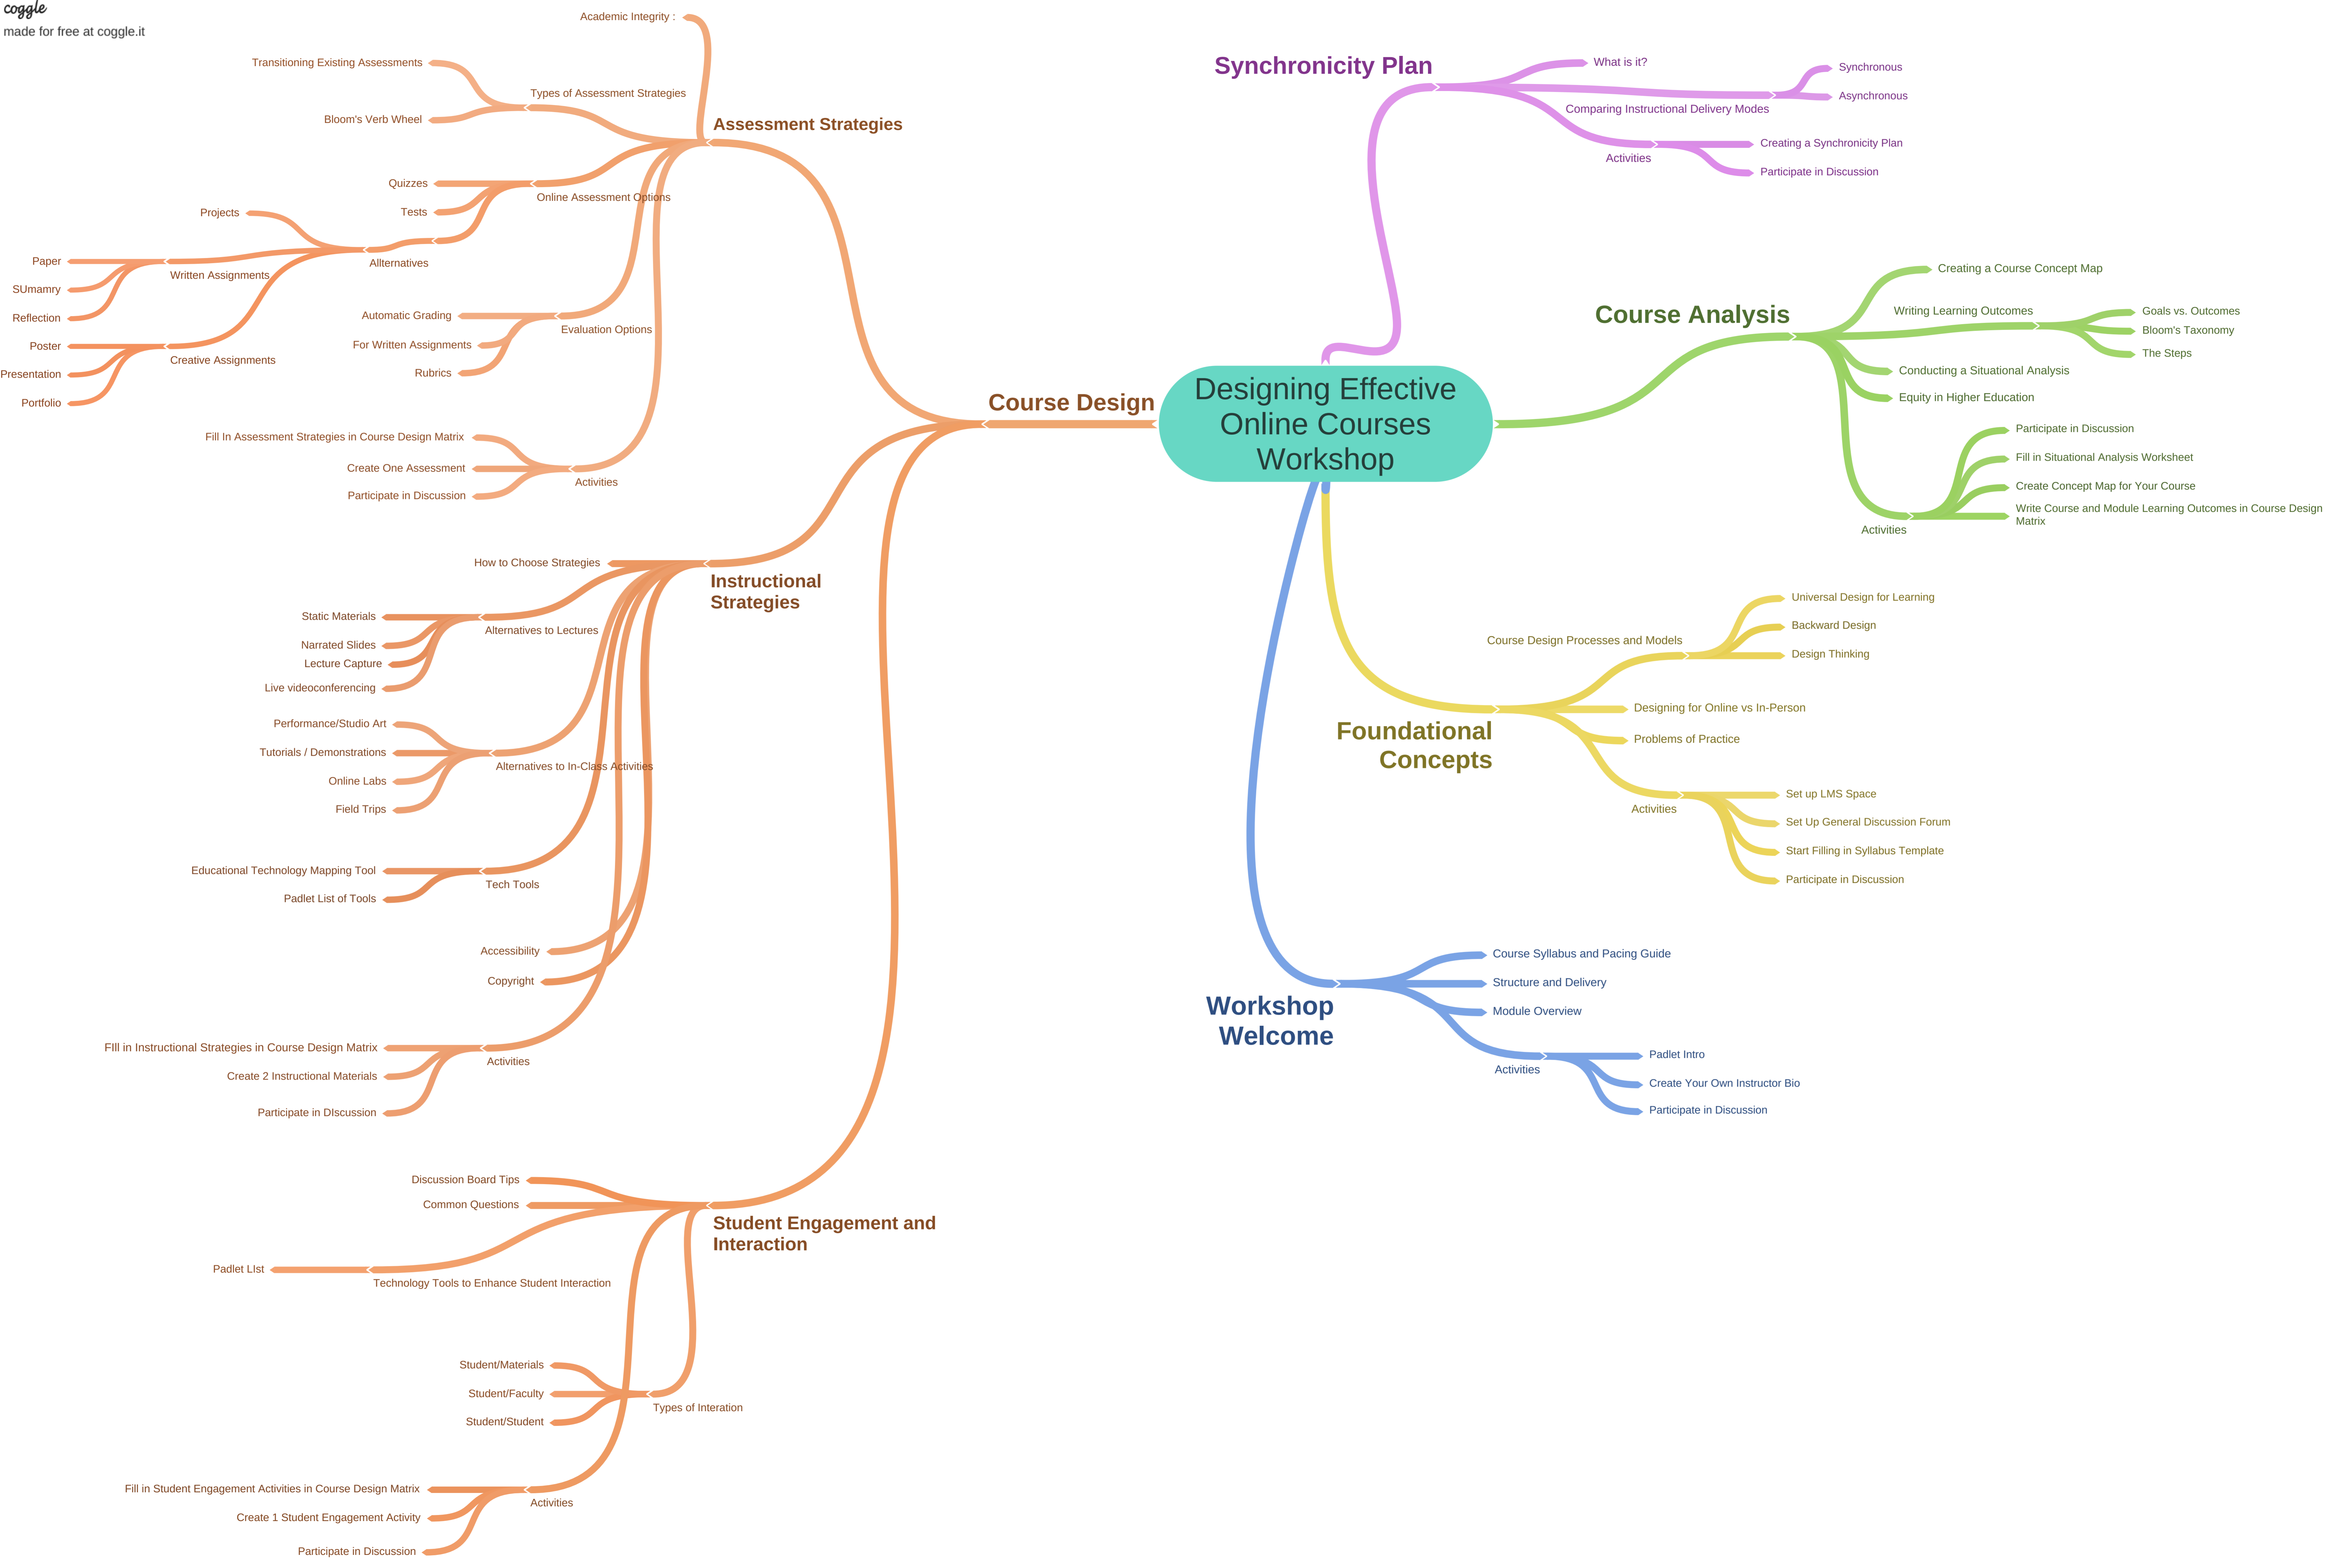 coggle
made for free at coggle.it
Designing Effective
Online Courses
Workshop
Synchronicity Plan
What is it?
Comparing Instructional Delivery Modes
Synchronous
Asynchronous
Activities
Creating a Synchronicity Plan
Participate in Discussion
Course Analysis
Creating a Course Concept Map
Writing Learning Outcomes
Goals vs. Outcomes
Bloom's Taxonomy
The Steps
Conducting a Situational Analysis
Equity in Higher Education
Activities
Participate in Discussion
Fill in Situational Analysis Worksheet
Create Concept Map for Your Course
Write Course and Module Learning Outcomes in Course Design
Matrix
Foundational
Concepts
Course Design Processes and Models
Universal Design for Learning
Backward Design
Design Thinking
Designing for Online vs In-Person
Problems of Practice
Activities
Set up LMS Space
Set Up General Discussion Forum
Start Filling in Syllabus Template
Participate in Discussion
Workshop
Welcome
Course Syllabus and Pacing Guide
Structure and Delivery
Module Overview
Activities
Padlet Intro
Create Your Own Instructor Bio
Participate in Discussion
Course Design
Assessment Strategies
Academic Integrity :
Types of Assessment Strategies
Transitioning Existing Assessments
Bloom's Verb Wheel
Online Assessment Options
Quizzes
Tests
Allternatives
Projects
Written Assignments
Paper
SUmamry
Reflection
Creative Assignments
Poster
Presentation
Portfolio
Evaluation Options
Automatic Grading
For Written Assignments
Rubrics
Activities
Fill In Assessment Strategies in Course Design Matrix
Create One Assessment
Participate in Discussion
Instructional
Strategies
How to Choose Strategies
Alternatives to Lectures
Static Materials
Narrated Slides
Lecture Capture
Live videoconferencing
Alternatives to In-Class Activities
Performance/Studio Art
Tutorials / Demonstrations
Online Labs
Field Trips
Tech Tools
Educational Technology Mapping Tool
Padlet List of Tools
Accessibility
Copyright
Activities
FIll in Instructional Strategies in Course Design Matrix
Create 2 Instructional Materials
Participate in DIscussion
Student Engagement and
Interaction
Discussion Board Tips
Common Questions
Technology Tools to Enhance Student Interaction
Padlet LIst
Types of Interation
Student/Materials
Student/Faculty
Student/Student
Activities
Fill in Student Engagement Activities in Course Design Matrix
Create 1 Student Engagement Activity
Participate in Discussion